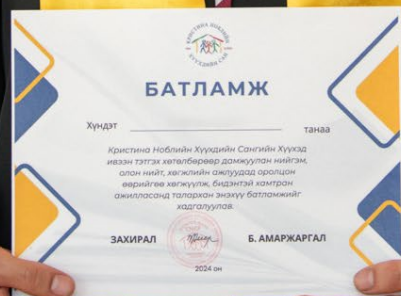 КРИСТИНА НОБЛИЙН
ХҮҮХДИЙН САН
БАТЛАМЖ
Хүндэт танаа
Кристина Ноблийн Хүүхдийн Сангийн Хүүхэд
ивээн тэтгэх хөтөлбөрөөр дамжуулан нийгэм,
олон нийт, хөгжлийн ажлуудад оролцон
өөрийгөө хөгжүүлж, бидэнтэй хамтран
ажилласанд талархан энэхүү батламжийг
хадгалуулав.
ЗАХИРАЛ Б. АМАРЖАРГАЛ
2024 он